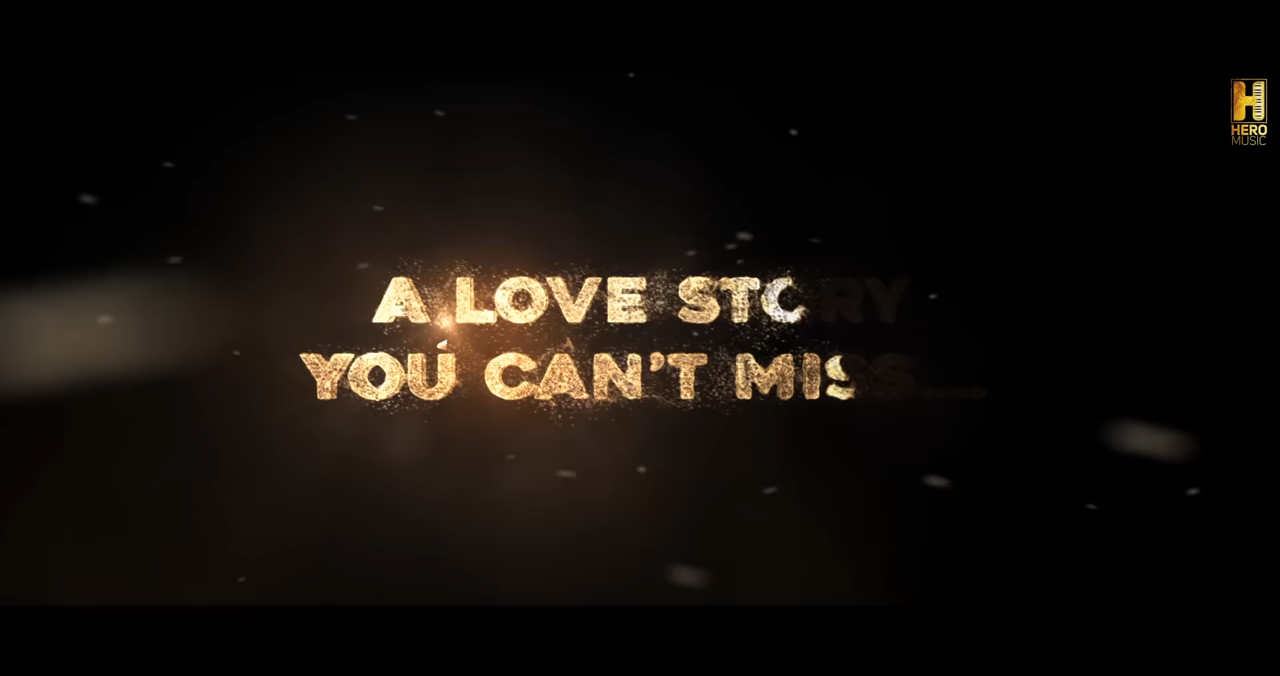 A LOVE STORY
YOU CAN'T MISS....
H
HERO
MUSIC